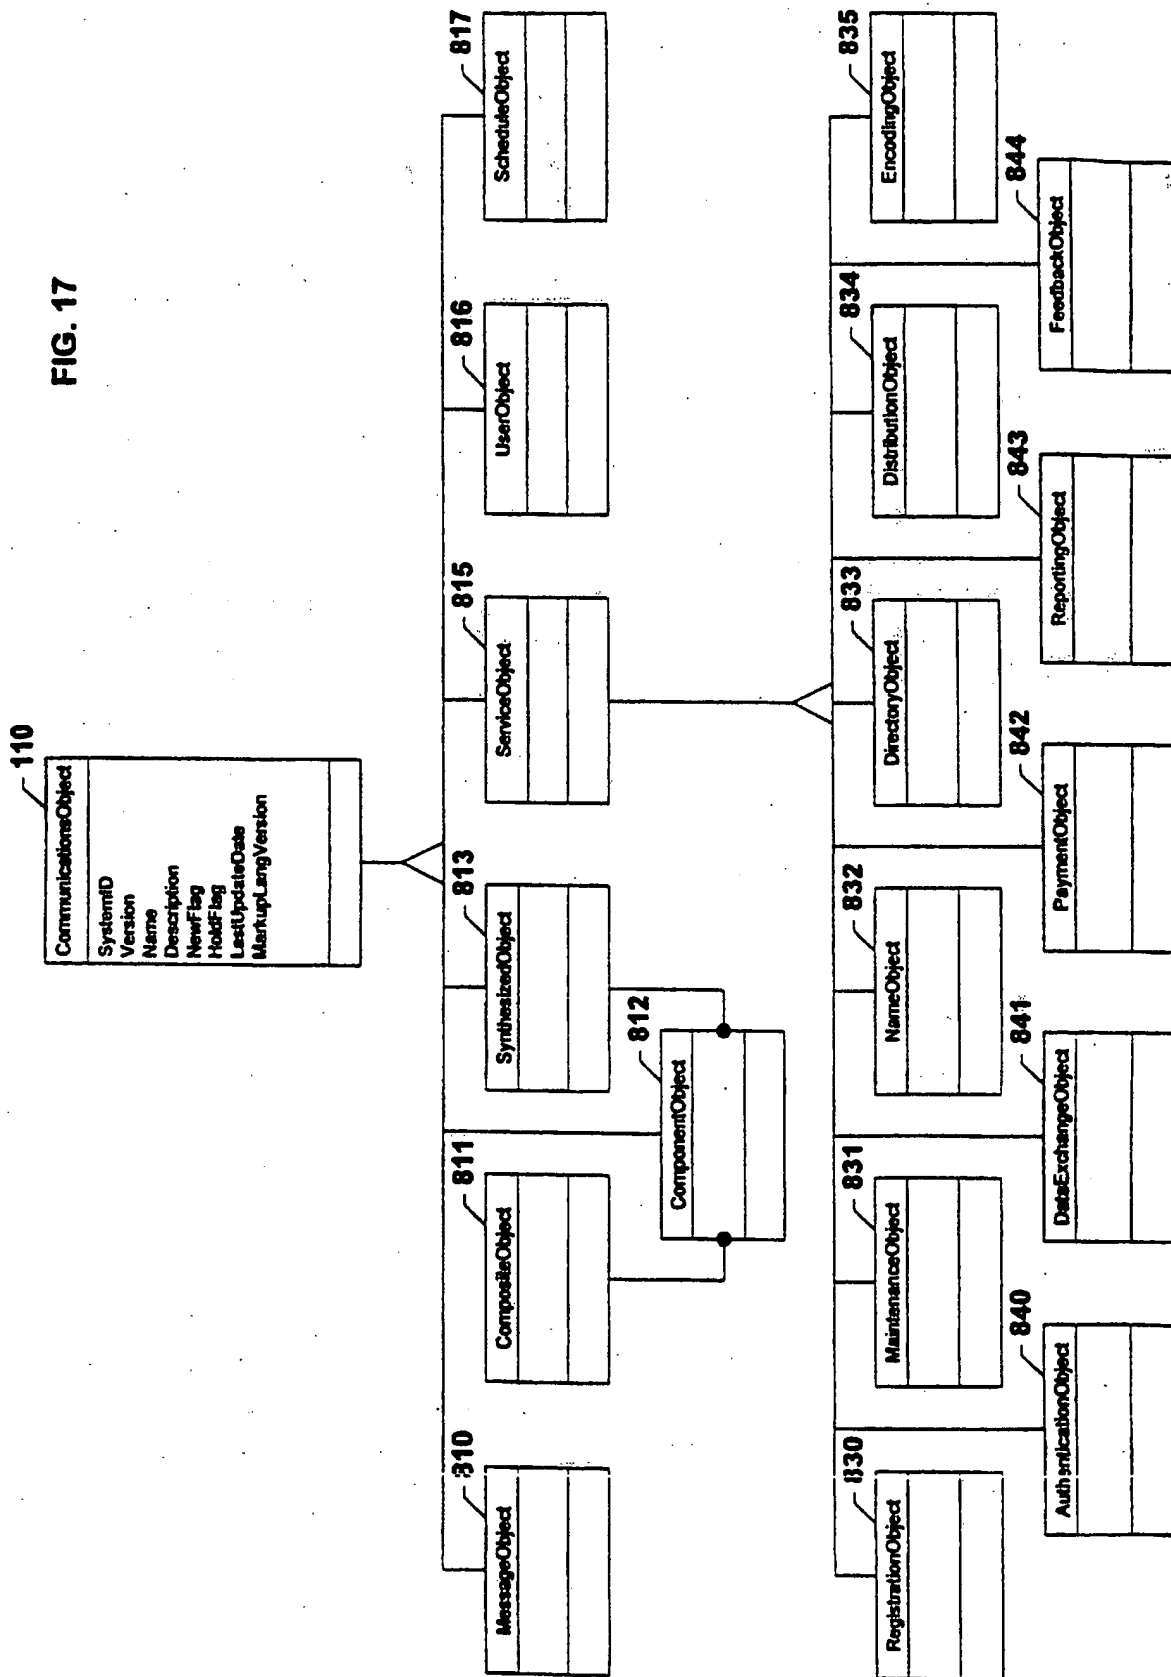 FIG. 17
110
CommunicationsObject
SystemID
Version
Name
Description
NewFlag
HoldFlag
LastUpdateDate
MarkupLangVersion
810
MessageObject
811
CompositeObject
813
SynthesizedObject
815
ServiceObject
816
UserObject
817
ScheduleObject
812
ComponentObject
830
RegistrationObject
831
MaintenanceObject
832
NameObject
833
DirectoryObject
834
DistributionObject
835
EncodingObject
840
AuthenticationObject
841
DataExchangeObject
842
PaymentObject
843
ReportingObject
844
FeedbackObject